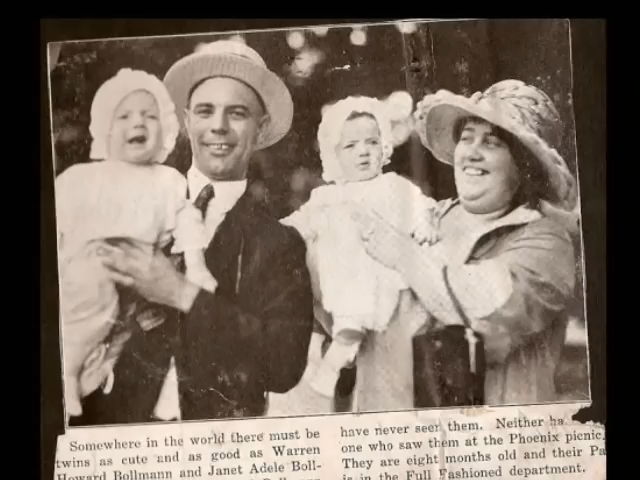 Somewhere in the world there must be
twins as cute and as good as Warren
Howard Bollmann and Janet Adele Boll-
have never seen them. Neither ha
one who saw them at the Phoenix picnic.
They are eight months old and their Pa
is in the Full Fashioned department.